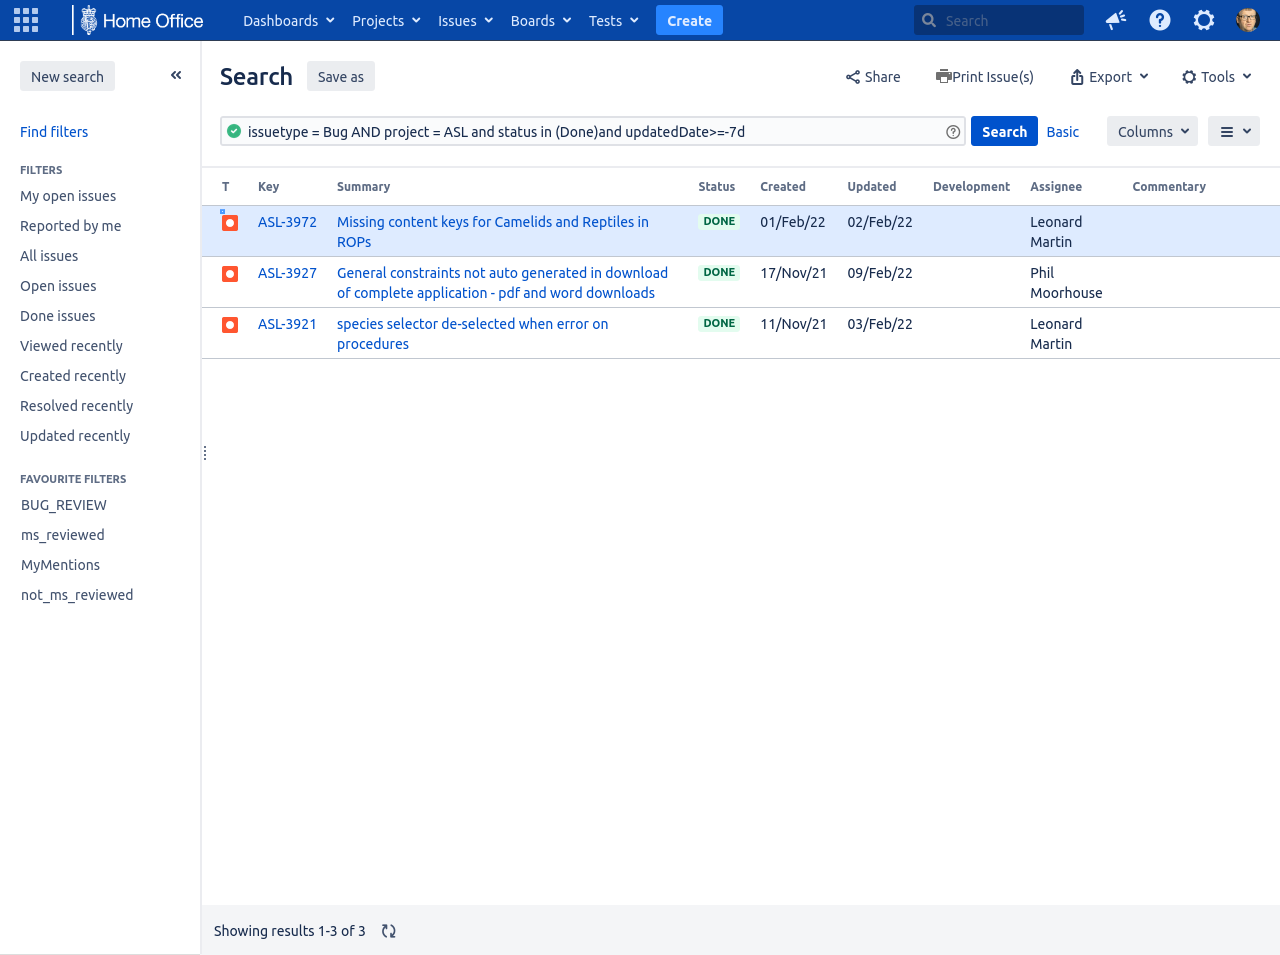 Home Office Dashboards Projects Issues Boards Tests Create Search
New search
Search Save as Share Print Issue(s) Export Tools
Find filters
issuetype = Bug AND project = ASL and status in (Done)and updatedDate>=-7d Search Basic Columns
FILTERS
My open issues
Reported by me
All issues
Open issues
Done issues
Viewed recently
Created recently
Resolved recently
Updated recently
FAVOURITE FILTERS
BUG_REVIEW
ms_reviewed
MyMentions
not_ms_reviewed
T Key Summary Status Created Updated Development Assignee Commentary
ASL-3972 Missing content keys for Camelids and Reptiles in DONE 01/Feb/22 02/Feb/22 Leonard
ROPs Martin
ASL-3927 General constraints not auto generated in download DONE 17/Nov/21 09/Feb/22 Phil
of complete application - pdf and word downloads Moorhouse
ASL-3921 species selector de-selected when error on DONE 11/Nov/21 03/Feb/22 Leonard
procedures Martin
Showing results 1-3 of 3